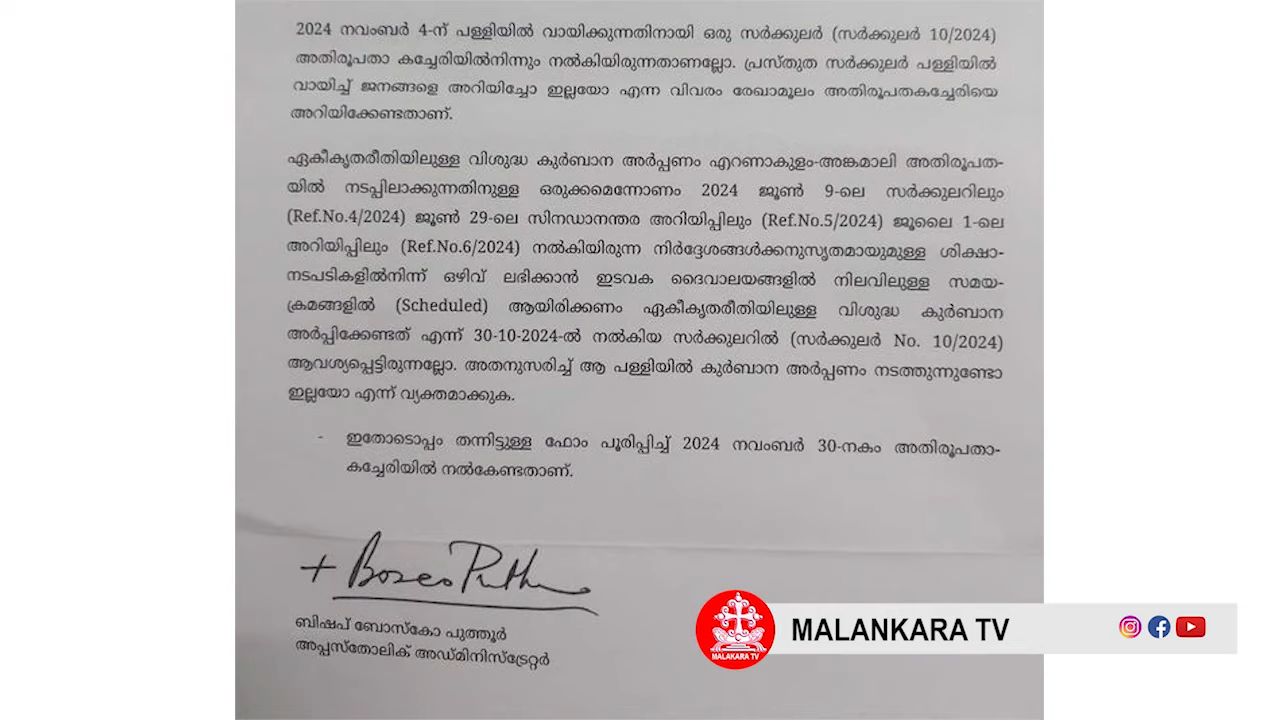 2024 നവംബർ 4-ന് പള്ളിയിൽ വായിക്കുന്നതിനായി ഒരു സർക്കുലർ (സർക്കുലർ 10/2024)
അതിരൂപതാ കച്ചേരിയിൽനിന്നും നൽകിയിരുന്നതാണല്ലോ. പ്രസ്തുത സർക്കുലർ പള്ളിയിൽ
വായിച്ച് ജനങ്ങളെ അറിയിച്ചോ ഇല്ലയോ എന്ന വിവരം രേഖാമൂലം അതിരൂപതകച്ചേരിയെ
അറിയിക്കേണ്ടതാണ്.
ഏകീകൃതരീതിയിലുള്ള വിശുദ്ധ കുർബാന അർപ്പണം എറണാകുളം-അങ്കമാലി അതിരൂപത-
യിൽ നടപ്പിലാക്കുന്നതിനുള്ള ഒരുക്കമെന്നോണം 2024 ജൂൺ 9-ലെ സർക്കുലറിലും
(Ref.No.4/2024) ജൂൺ 29-ലെ സിനഡാനന്തര അറിയിപ്പിലും (Ref.No.5/2024) ജൂലൈ 1-ലെ
അറിയിപ്പിലും (Ref.No.6/2024) നൽകിയിരുന്ന നിർദ്ദേശങ്ങൾക്കനുസൃതമായുമുള്ള ശിക്ഷാ-
നടപടികളിൽനിന്ന് ഒഴിവ് ലഭിക്കാൻ ഇടവക ദൈവാലയങ്ങളിൽ നിലവിലുള്ള സമയ-
ക്രമങ്ങളിൽ (Scheduled) ആയിരിക്കണം ഏകീകൃതരീതിയിലുള്ള വിശുദ്ധ കുർബാന
അർപ്പിക്കേണ്ടത് എന്ന് 30-10-2024-ൽ നൽകിയ സർക്കുലറിൽ (സർക്കുലർ No. 10/2024)
ആവശ്യപ്പെട്ടിരുന്നല്ലോ. അതനുസരിച്ച് ആ പള്ളിയിൽ കുർബാന അർപ്പണം നടത്തുന്നുണ്ടോ
ഇല്ലയോ എന്ന് വ്യക്തമാക്കുക.
- ഇതോടൊപ്പം തന്നിട്ടുള്ള ഫോം പൂരിപ്പിച്ച് 2024 നവംബർ 30-നകം അതിരൂപതാ-
കച്ചേരിയിൽ നൽകേണ്ടതാണ്.
+ Bosco Puthur
ബിഷപ് ബോസ്കോ പുത്തൂർ
അപ്പസ്തോലിക് അഡ്മിനിസ്ട്രേറ്റർ
MALANKARA TV
MALAKARA TV